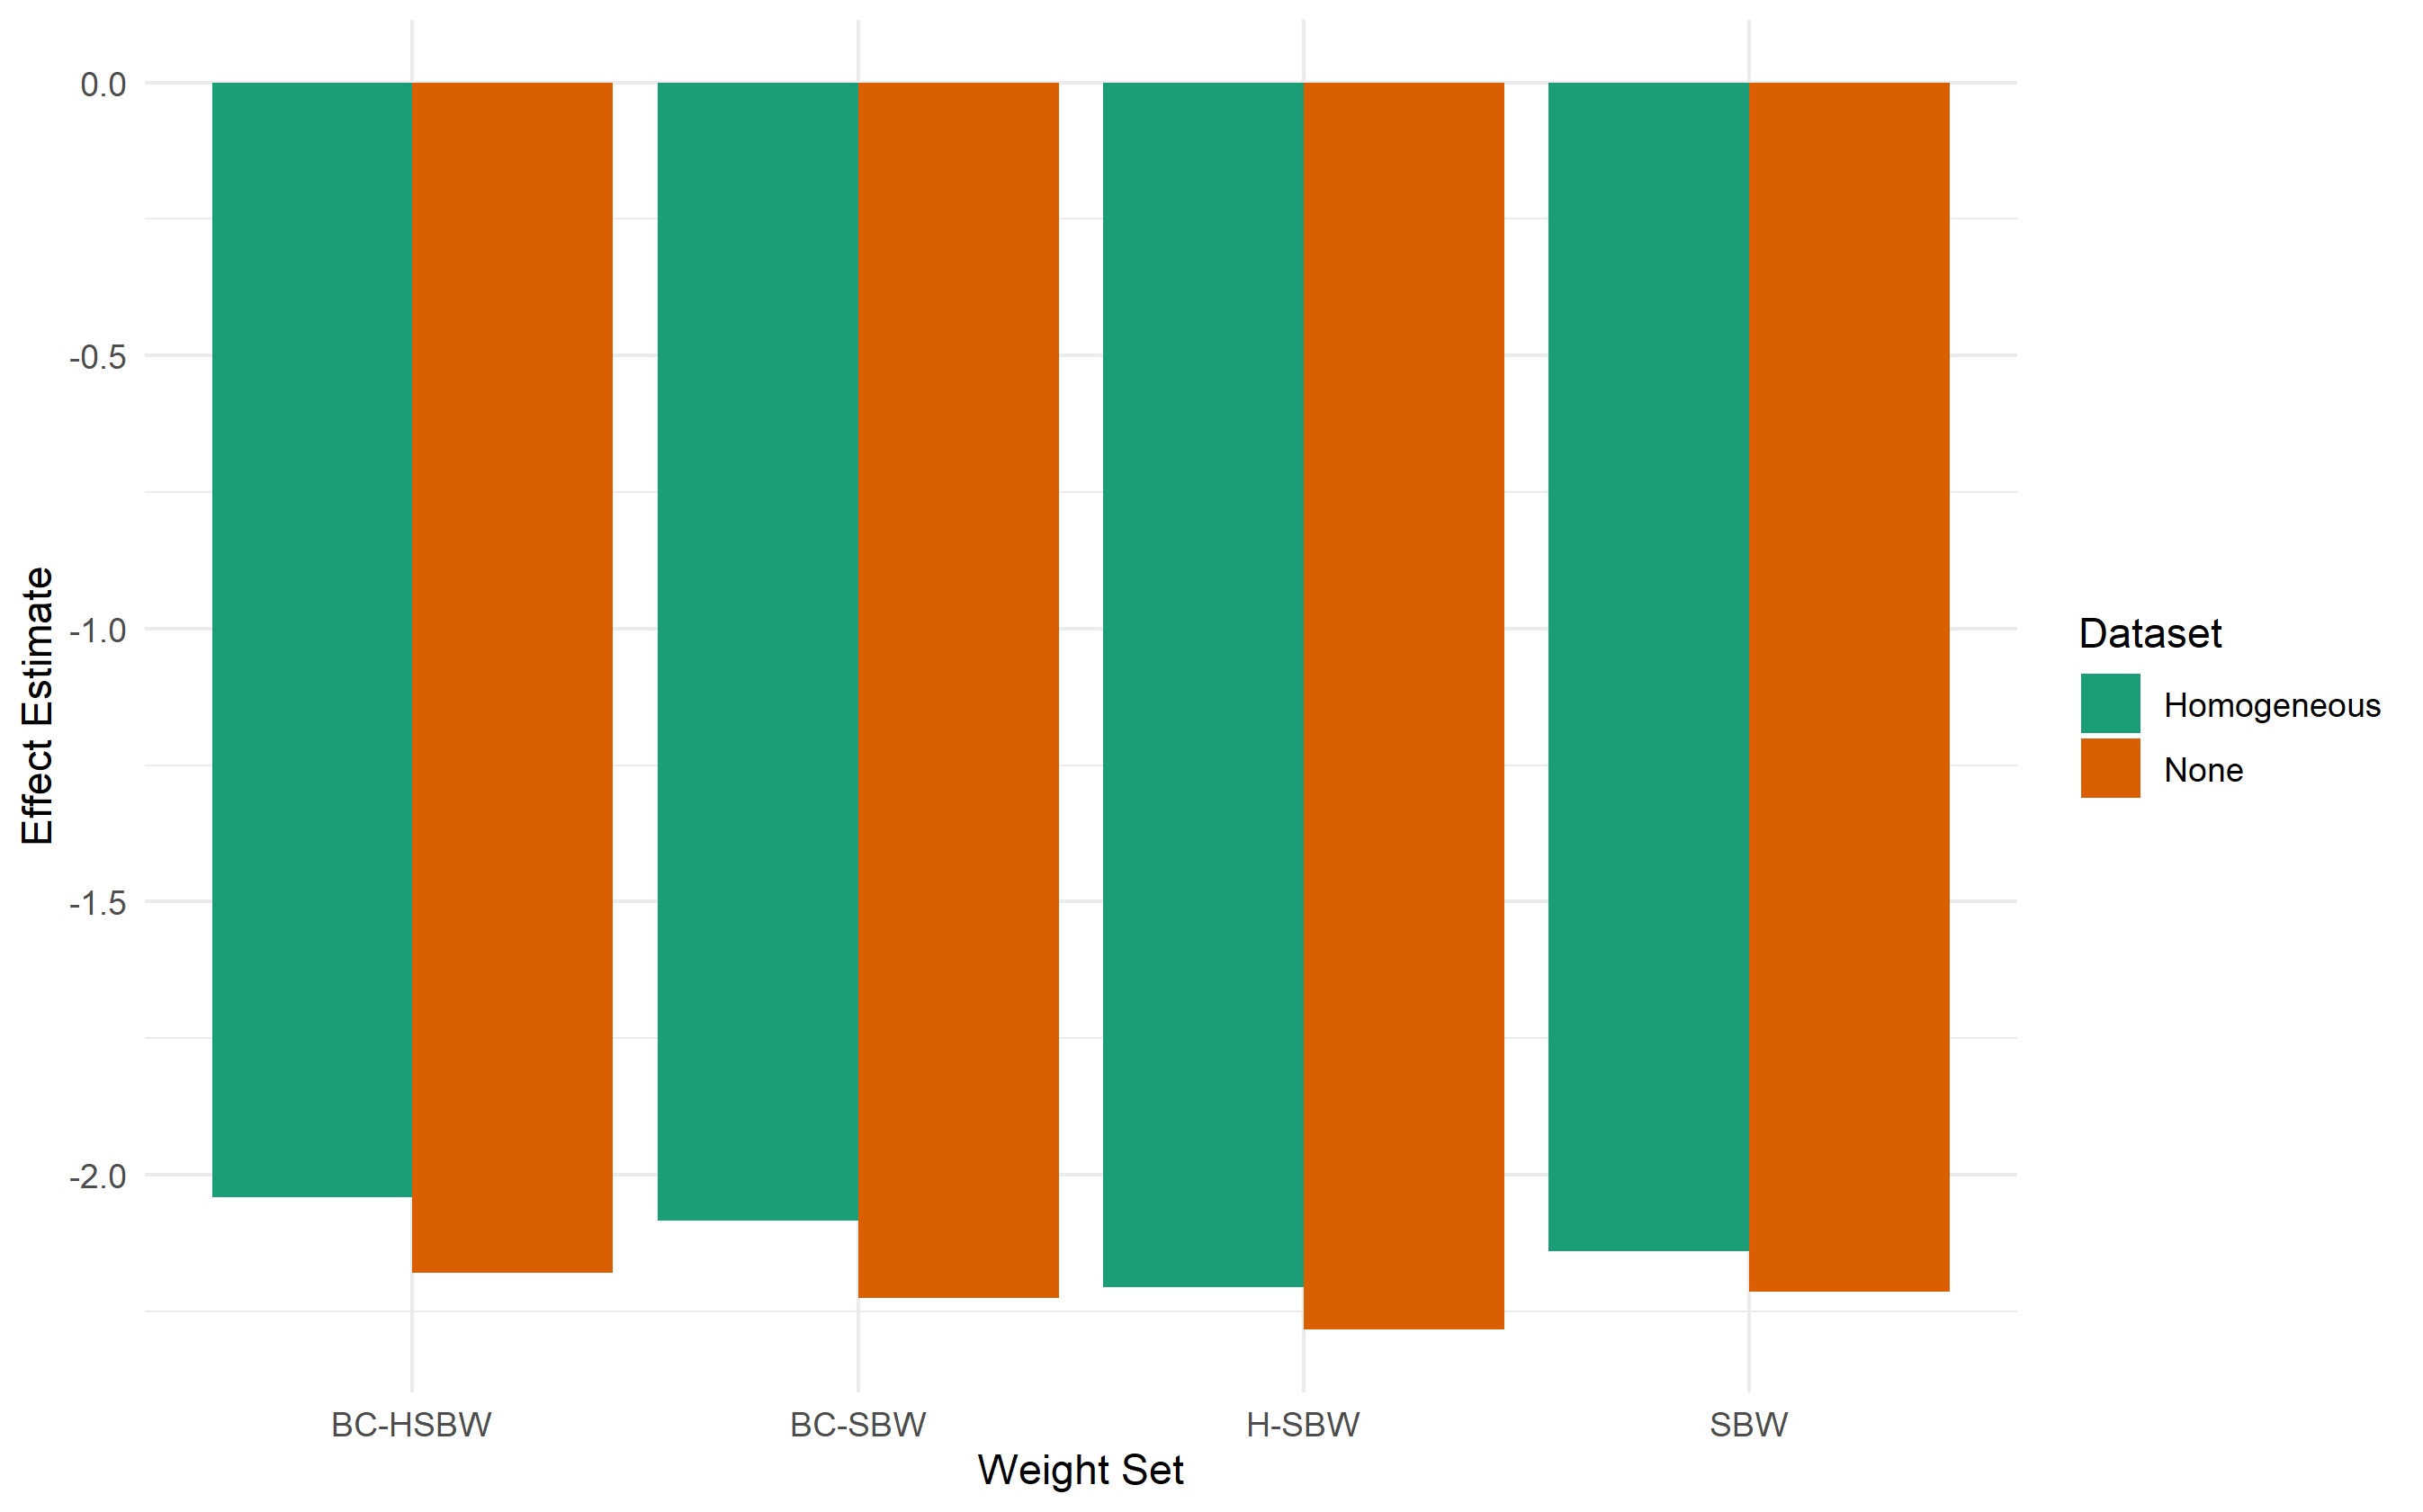 0.0
-0.5
-1.0
-1.5
-2.0
Effect Estimate
BC-HSBW
BC-SBW
H-SBW
SBW
Weight Set
Dataset
Homogeneous
None